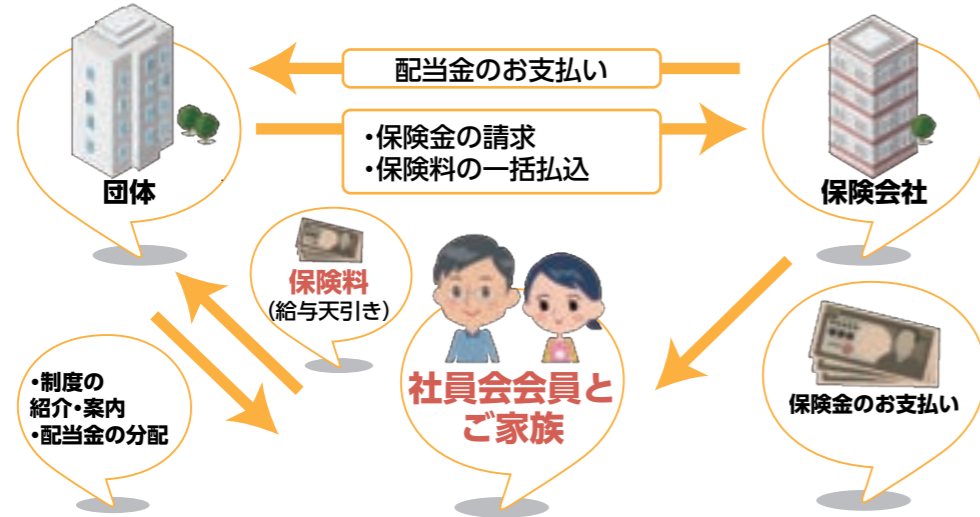 配当金のお支払い
・保険金の請求
・保険料の一括払込
団体
保険会社
保険料
(給与天引き)
・制度の
紹介・案内
・配当金の分配
社員会会員と
ご家族
保険金のお支払い